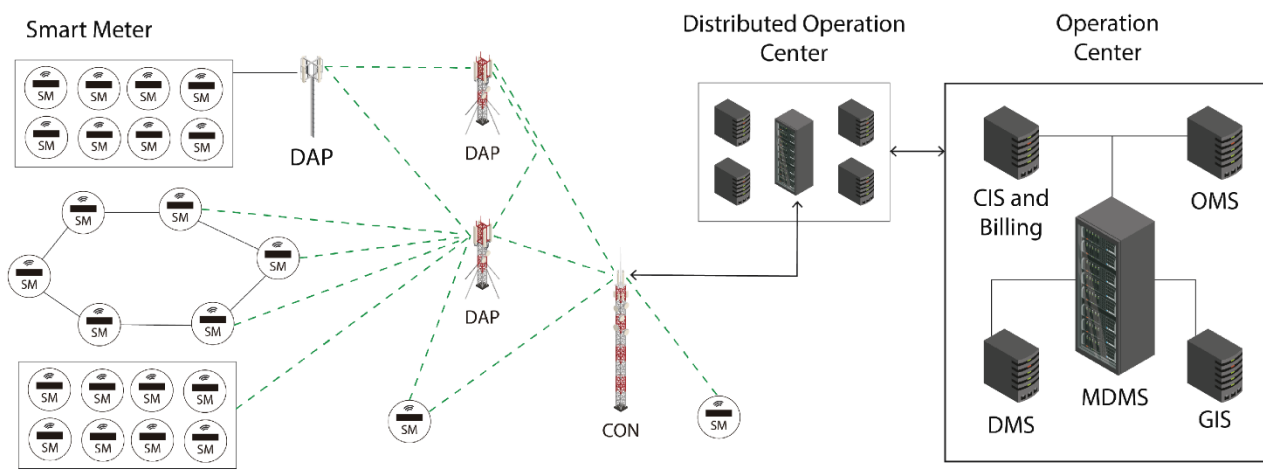 Smart Meter
Distributed Operation
Center
Operation
Center
SM SM SM SM
SM SM SM SM
DAP
DAP
CIS and
Billing
OMS
SM SM
SM
SM
SM SM
DAP
SM SM SM SM
SM SM SM SM
SM
CON
SM
DMS
MDMS
GIS